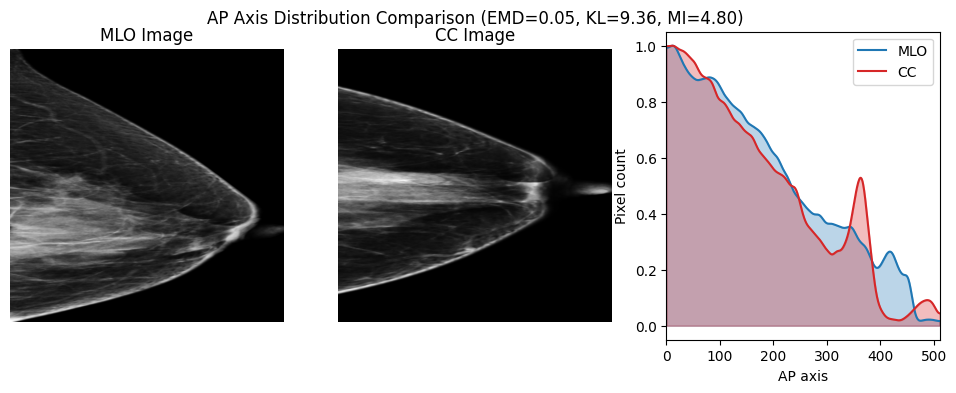 AP Axis Distribution Comparison (EMD=0.05, KL=9.36, MI=4.80)
MLO Image
CC Image
MLO
CC
Pixel count
1.0
0.8
0.6
0.4
0.2
0.0
0 100 200 300 400 500
AP axis